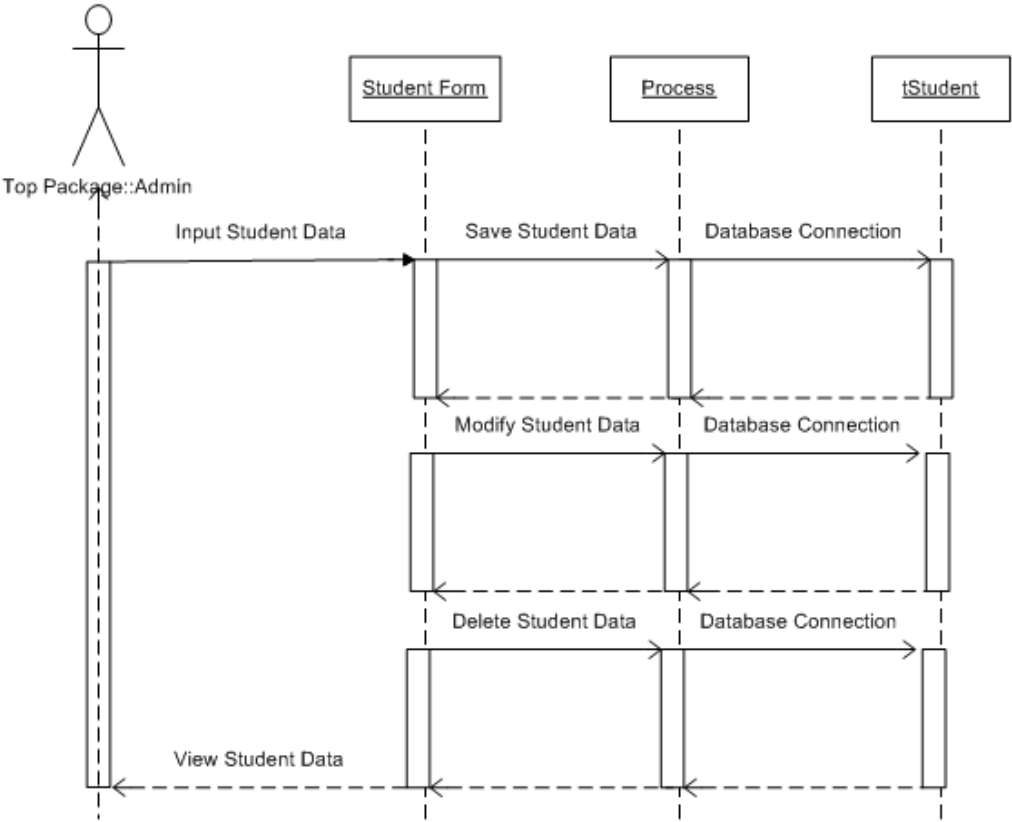 Student Form
Process
tStudent
Top Package::Admin
Input Student Data
Save Student Data
Database Connection
Modify Student Data
Database Connection
Delete Student Data
Database Connection
View Student Data